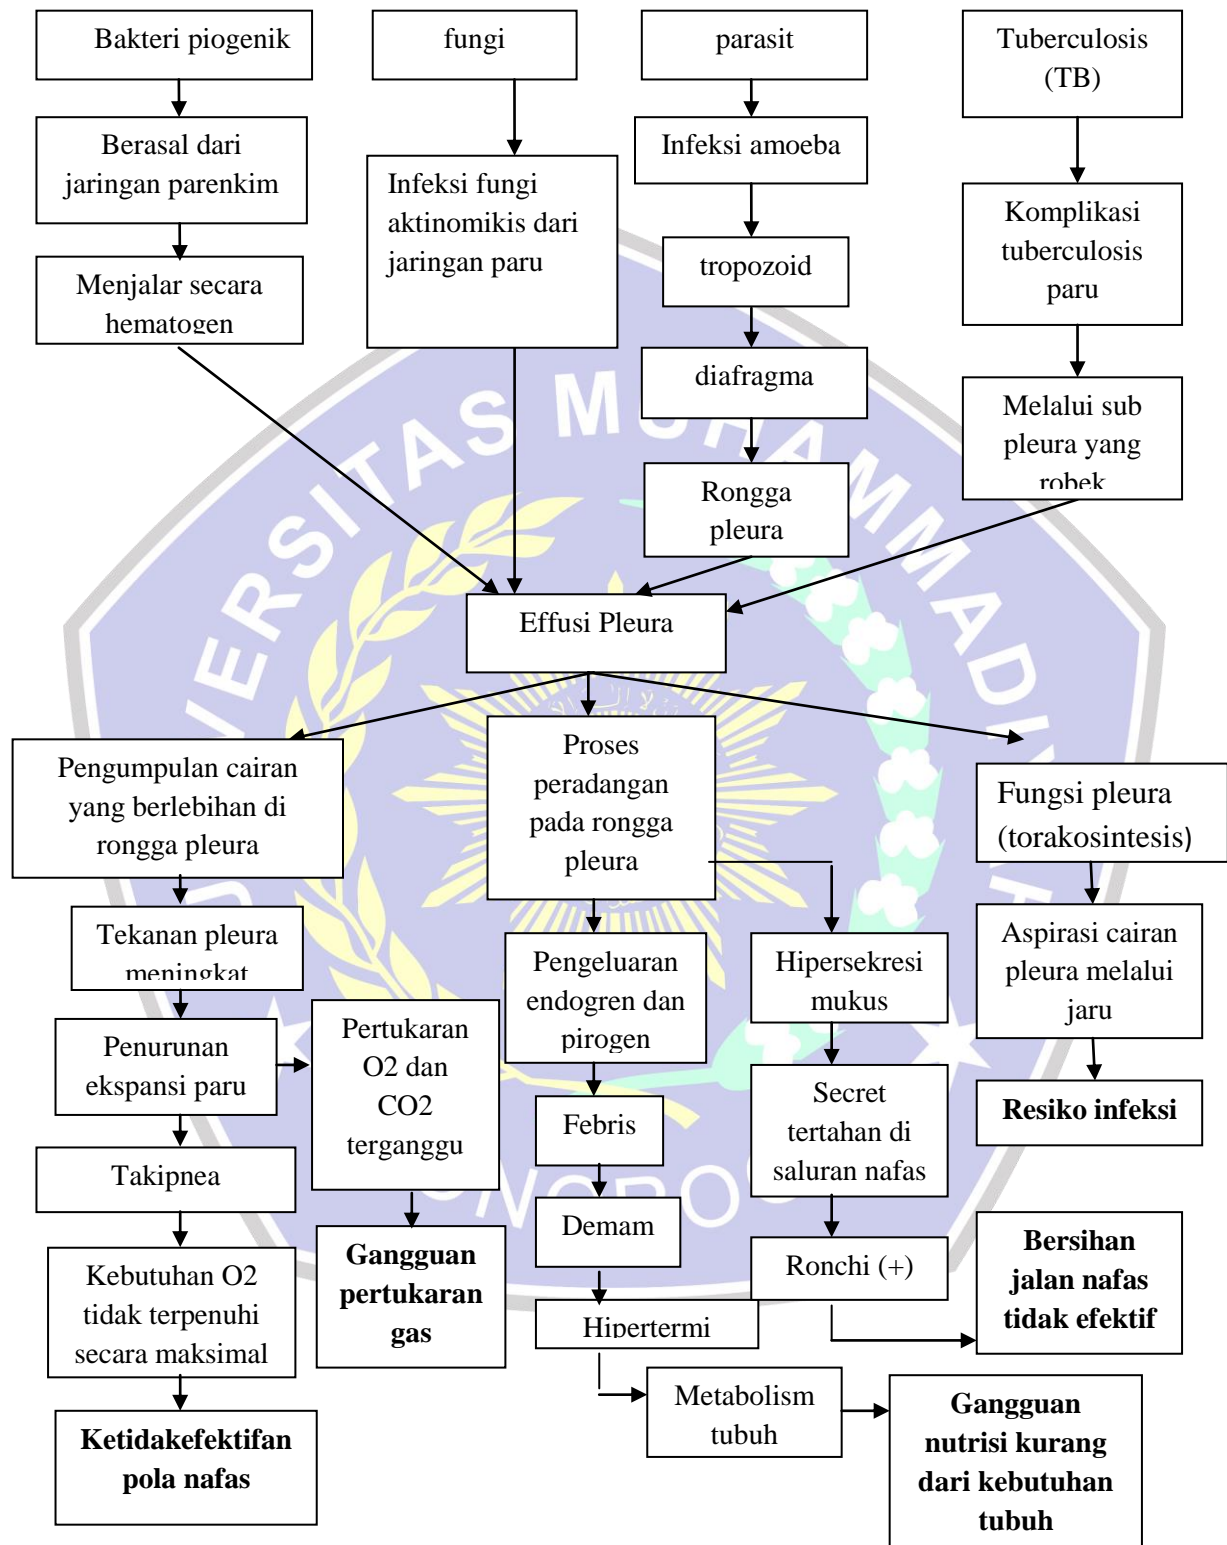 Bakteri piogenik
fungi
parasit
Tuberculosis
(TB)
Berasal dari
jaringan parenkim
Infeksi fungi
aktinomikis dari
jaringan paru
Infeksi amoeba
Komplikasi
tuberculosis
paru
Menjalar secara
hematogen
tropozoid
diafragma
Melalui sub
pleura yang
robek
Rongga
pleura
Effusi Pleura
Pengumpulan cairan
yang berlebihan di
rongga pleura
Proses
peradangan
pada rongga
pleura
Fungsi pleura
(torakosintesis)
Tekanan pleura
meningkat
Pengeluaran
endogren dan
pirogen
Hipersekresi
mukus
Aspirasi cairan
pleura melalui
jaru
Penurunan
ekspansi paru
Pertukaran
O2 dan
CO2
terganggu
Febris
Secret
tertahan di
saluran nafas
Resiko infeksi
Takipnea
Demam
Kebutuhan O2
tidak terpenuhi
secara maksimal
Gangguan
pertukaran
gas
Hipertermi
Ronchi (+)
Bersihan
jalan nafas
tidak efektif
Ketidakefektifan
pola nafas
Metabolism
tubuh
Gangguan
nutrisi kurang
dari kebutuhan
tubuh
UNIVERSITAS MUHAMMADIYAH